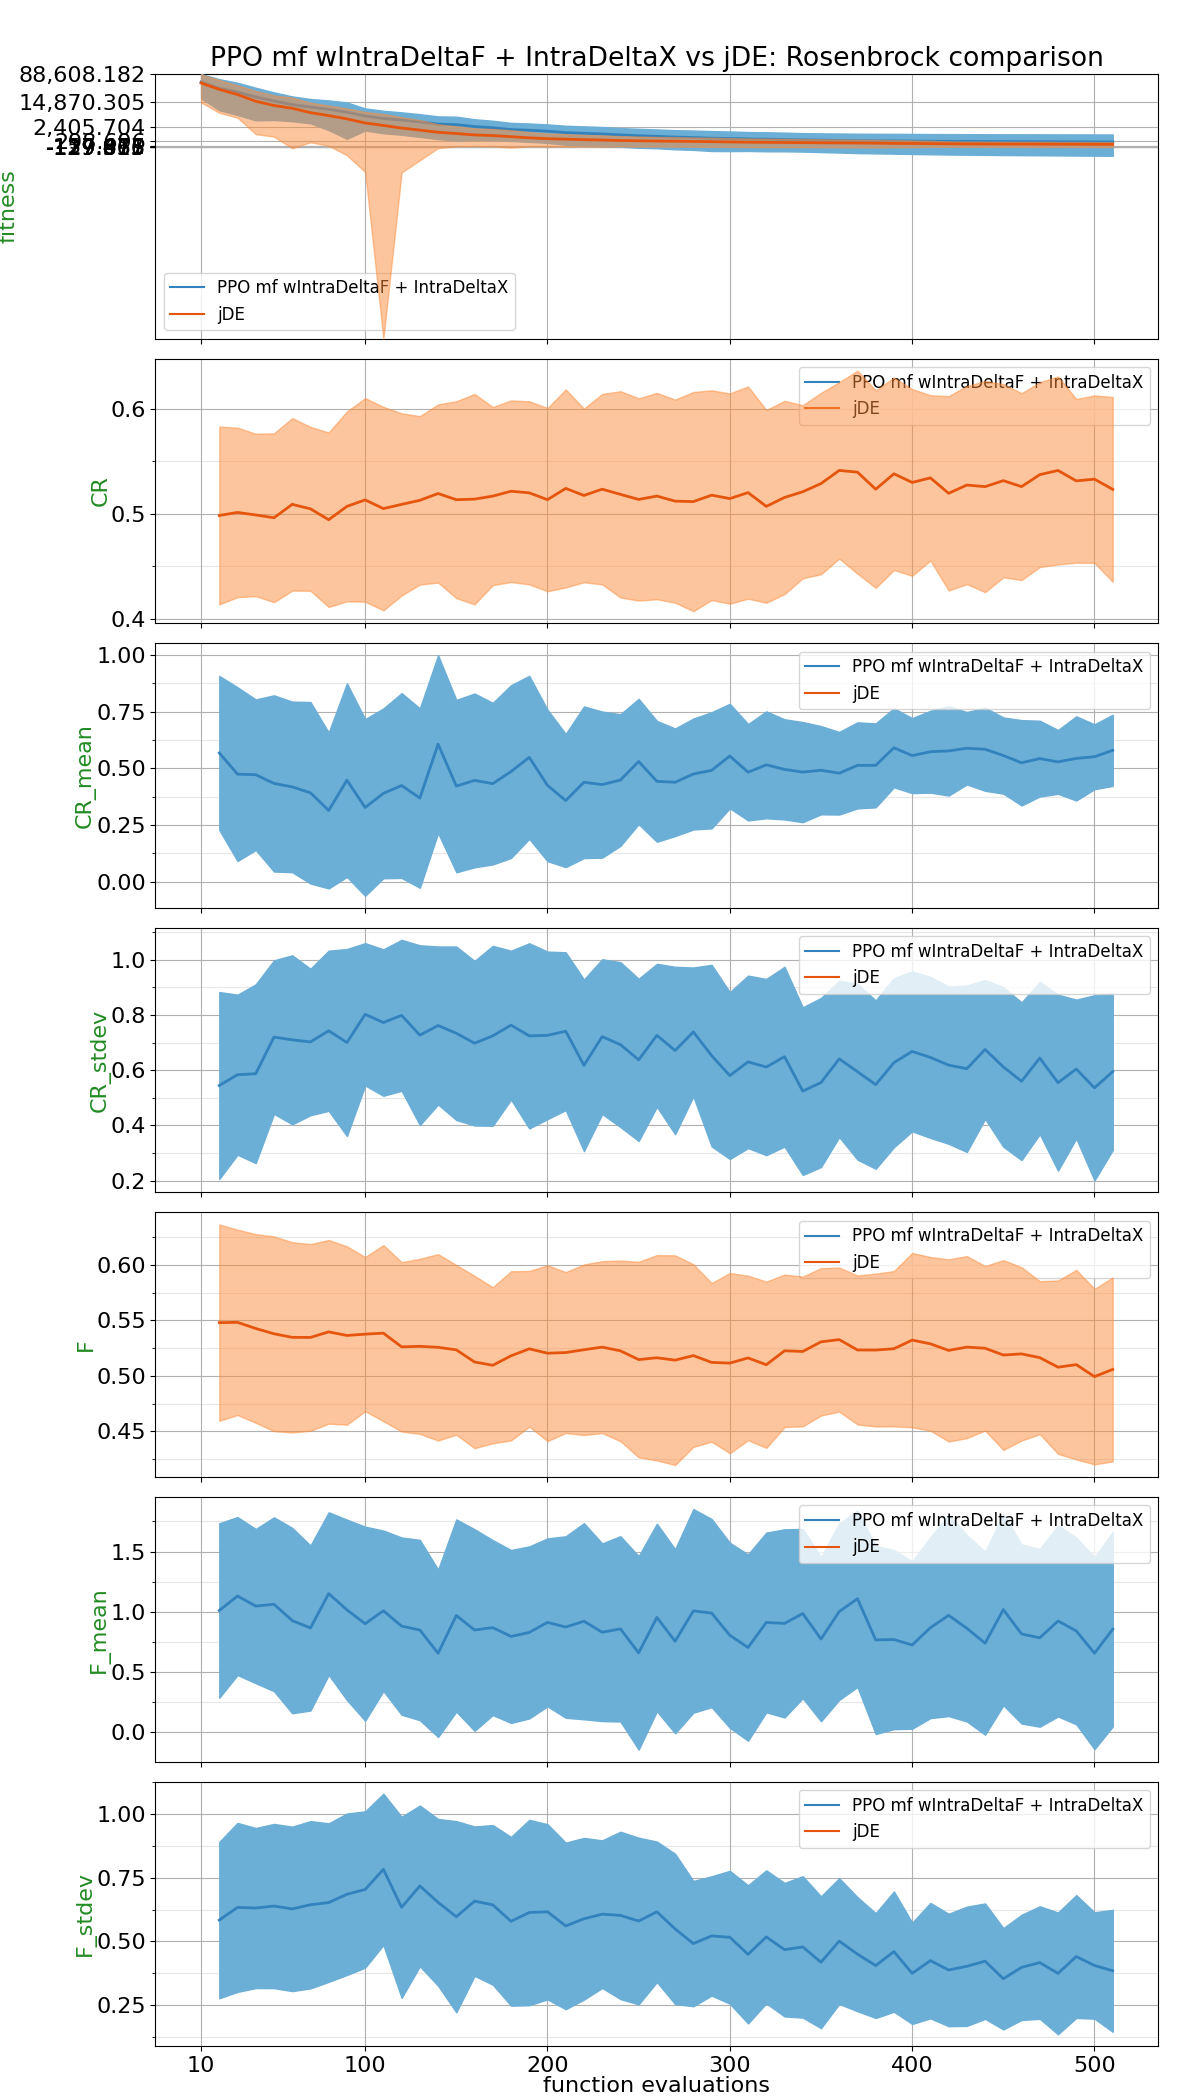 PPO mf wIntraDeltaF + IntraDeltaX vs jDE: Rosenbrock comparison
88,608.182
14,870.305
2,405.704
fitness
PPO mf wIntraDeltaF + IntraDeltaX
jDE
0.6
0.5
0.4
CR
PPO mf wIntraDeltaF + IntraDeltaX
jDE
1.00
0.75
0.50
0.25
0.00
CR_mean
PPO mf wIntraDeltaF + IntraDeltaX
jDE
1.0
0.8
0.6
0.4
0.2
CR_stdev
PPO mf wIntraDeltaF + IntraDeltaX
jDE
0.60
0.55
0.50
0.45
F
PPO mf wIntraDeltaF + IntraDeltaX
jDE
1.5
1.0
0.5
0.0
F_mean
PPO mf wIntraDeltaF + IntraDeltaX
jDE
1.00
0.75
0.50
0.25
F_stdev
PPO mf wIntraDeltaF + IntraDeltaX
jDE
10 100 200 300 400 500
function evaluations